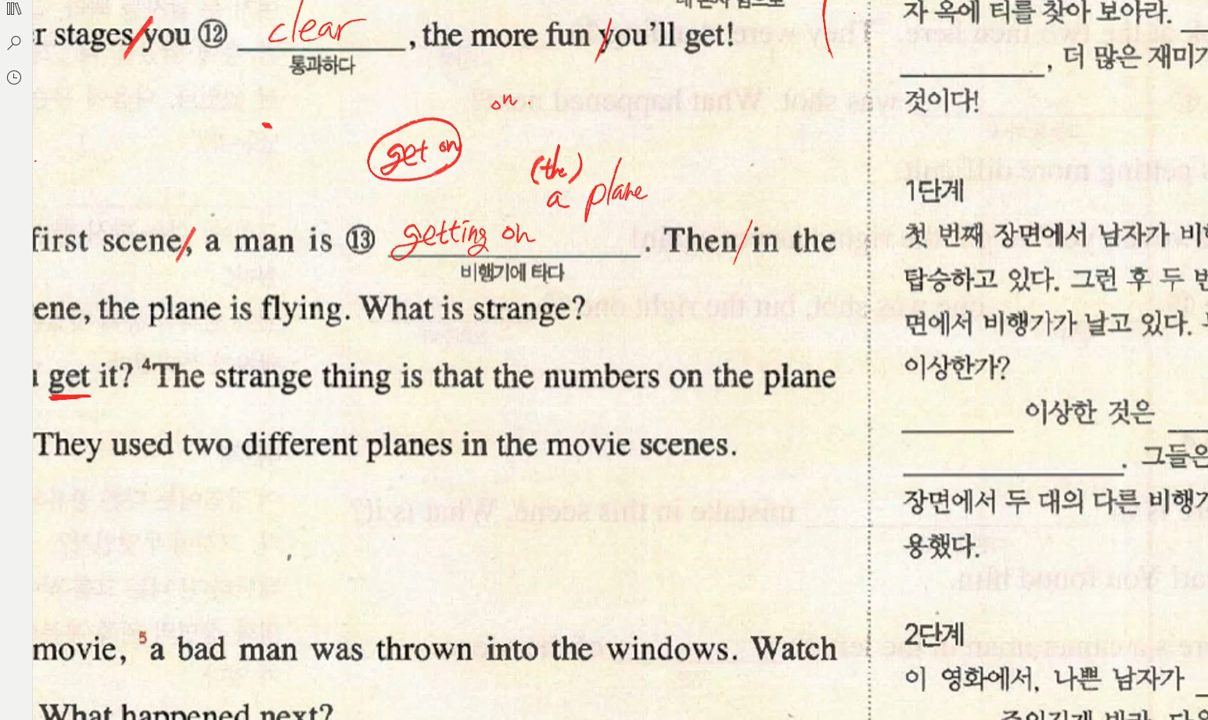 r stages/you ⑫ clear, the more fun/you'll get!
통과하다
on.
get on
(the)
a plane
first scene/, a man is ⑬ getting on. Then/in the
비행기에 타다
ene, the plane is flying. What is strange?
get it? ⁴The strange thing is that the numbers on the plane
They used two different planes in the movie scenes.
movie, ⁵a bad man was thrown into the windows. Watch
What happened next?
자 옥에 티를 찾아 보아라.
, 더 많은 재미
것이다!
1단계
첫 번째 장면에서 남자가 비
탑승하고 있다. 그런 후 두 번
면에서 비행기가 날고 있다.
이상한가?
이상한 것은
. 그들은
장면에서 두 대의 다른 비행
용했다.
2단계
이 영화에서, 나쁜 남자가